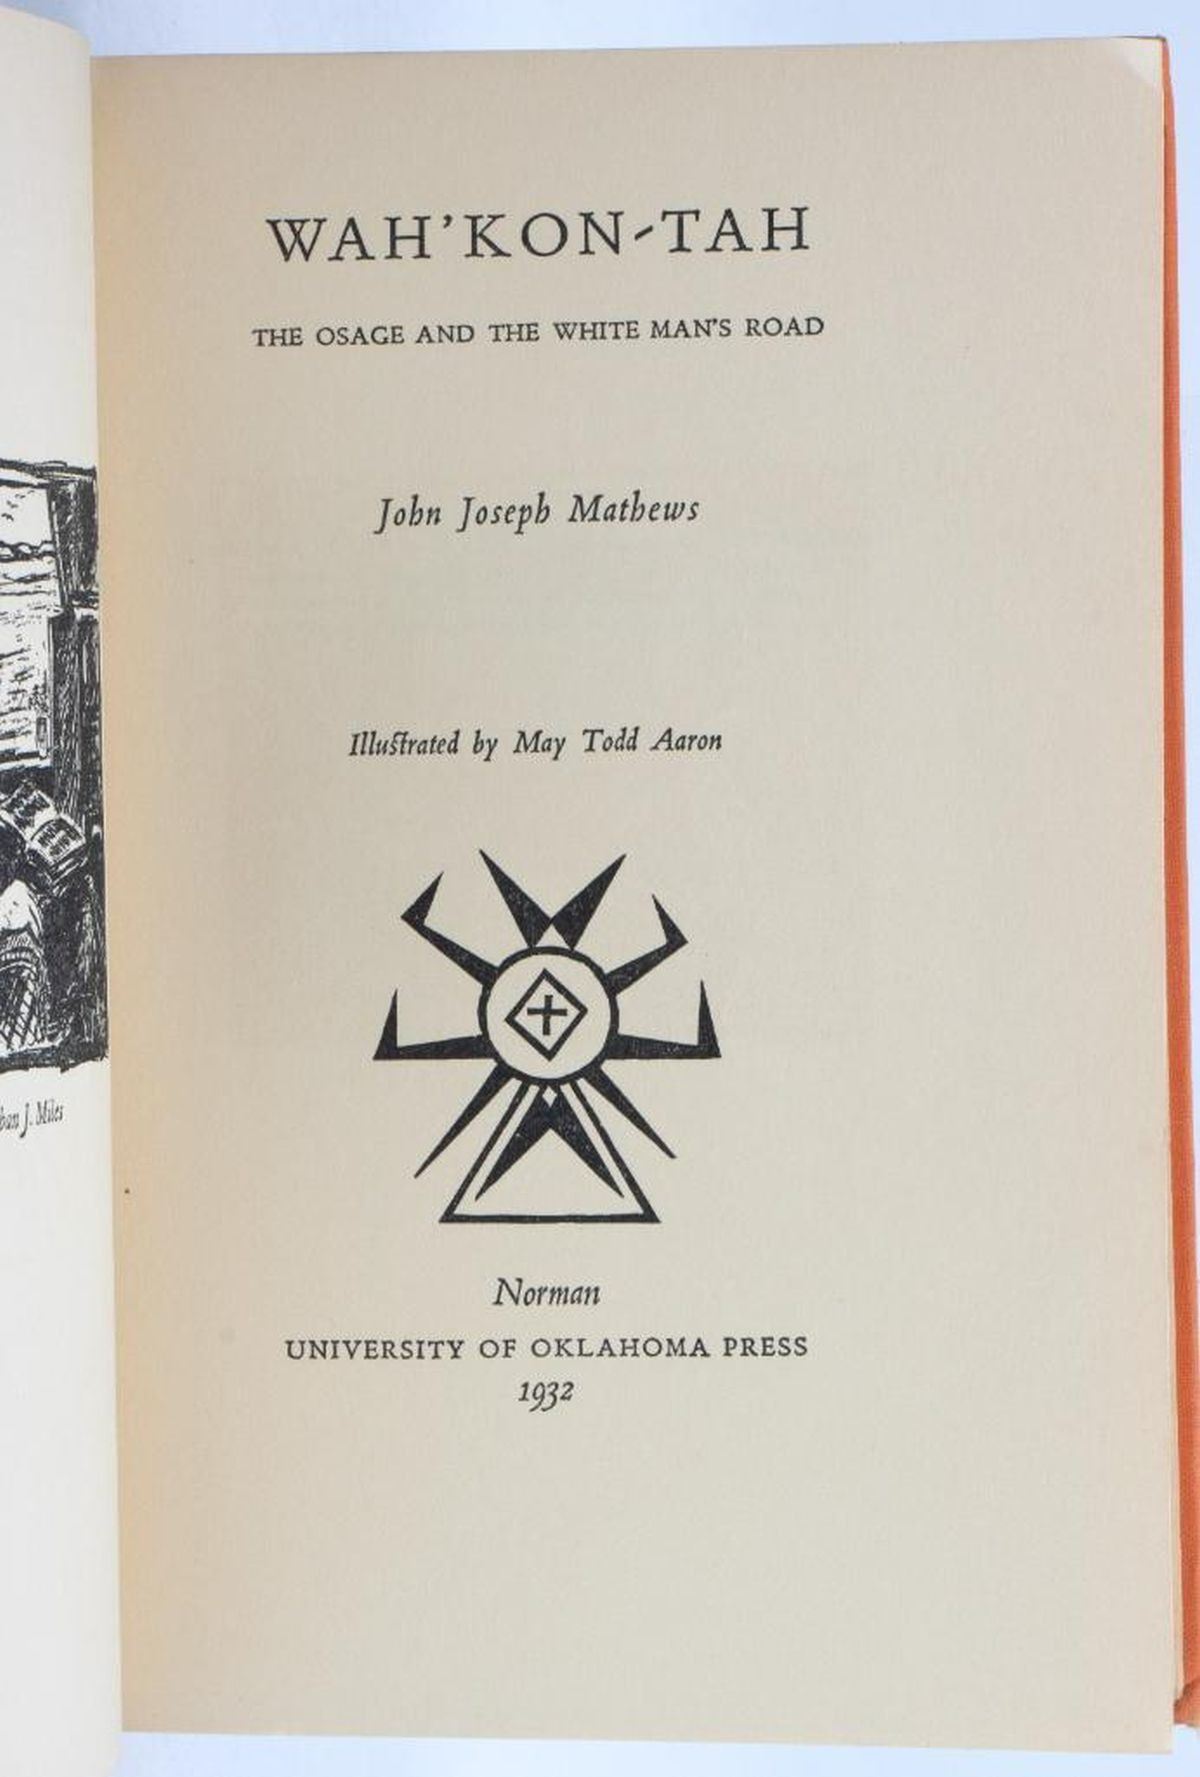 WAH'KON-TAH
THE OSAGE AND THE WHITE MAN'S ROAD
John Joseph Mathews
Illustrated by May Todd Aaron
J. Miles
Norman
UNIVERSITY OF OKLAHOMA PRESS
1932